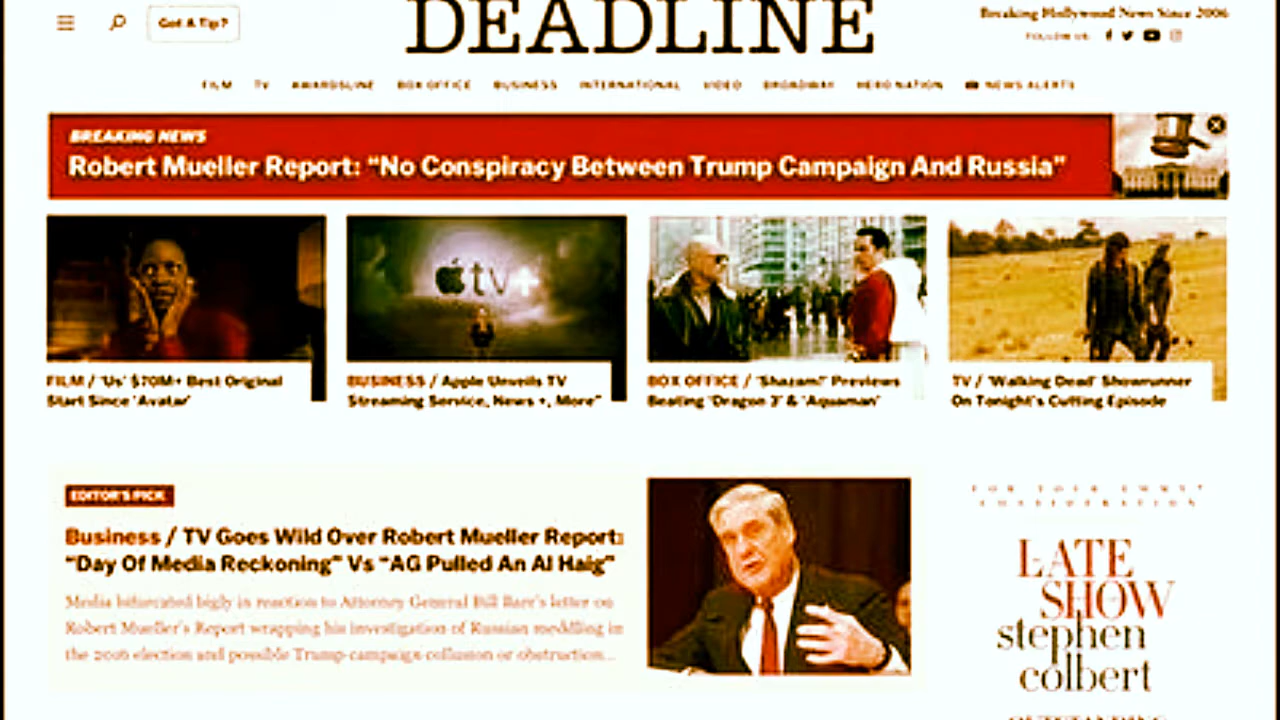 Got A Tip?
DEADLINE
Breaking Hollywood News Since 2006
FOLLOW US:
FILM TV AWARDSLINE BOX OFFICE BUSINESS INTERNATIONAL VIDEO BROADWAY HERO NATION NEWS ALERTS
BREAKING NEWS
Robert Mueller Report: “No Conspiracy Between Trump Campaign And Russia”
tv+
FILM / ‘Us’ $70M+ Best Original
Start Since ‘Avatar’
BUSINESS / Apple Unveils TV
Streaming Service, News +, More”
BOX OFFICE / ‘Shazam!’ Previews
Beating ‘Dragon 3’ & ‘Aquaman’
TV / ‘Walking Dead’ Showrunner
On Tonight’s Cutting Episode
EDITOR'S PICK
Business / TV Goes Wild Over Robert Mueller Report:
“Day Of Media Reckoning” Vs “AG Pulled An Al Haig”
Media bifurcated bigly in reaction to Attorney General Bill Barr’s letter on
Robert Mueller’s Report wrapping his investigation of Russian meddling in
the 2016 election and possible Trump-campaign collusion or obstruction...
FOR YOUR EMMY®
CONSIDERATION
LATE
SHOW
stephen
colbert
OUTSTANDING